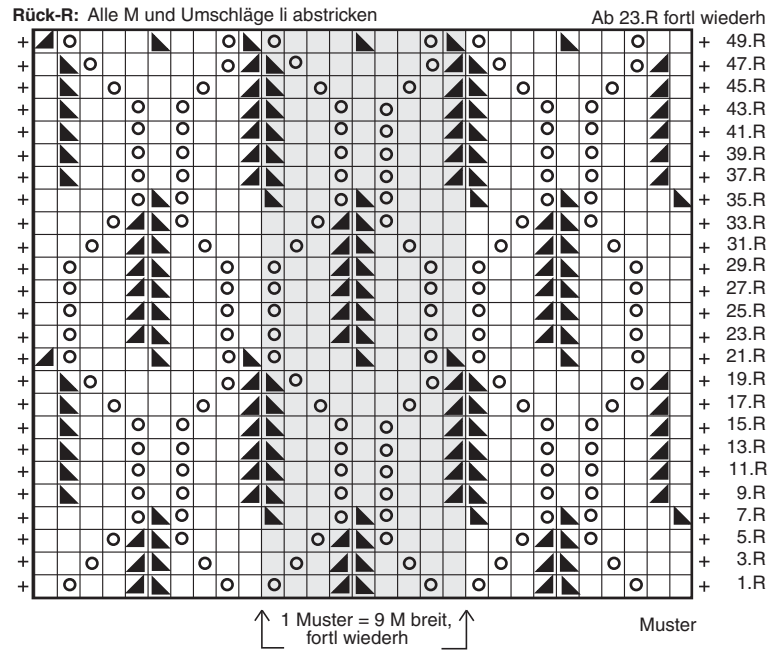 Rück-R: Alle M und Umschläge li abstricken
Ab 23.R fortl wiederh
+ + 49.R
+ + 47.R
+ + 45.R
+ + 43.R
+ + 41.R
+ + 39.R
+ + 37.R
+ + 35.R
+ + 33.R
+ + 31.R
+ + 29.R
+ + 27.R
+ + 25.R
+ + 23.R
+ + 21.R
+ + 19.R
+ + 17.R
+ + 15.R
+ + 13.R
+ + 11.R
+ + 9.R
+ + 7.R
+ + 5.R
+ + 3.R
+ + 1.R
1 Muster = 9 M breit,
fortl wiederh
Muster